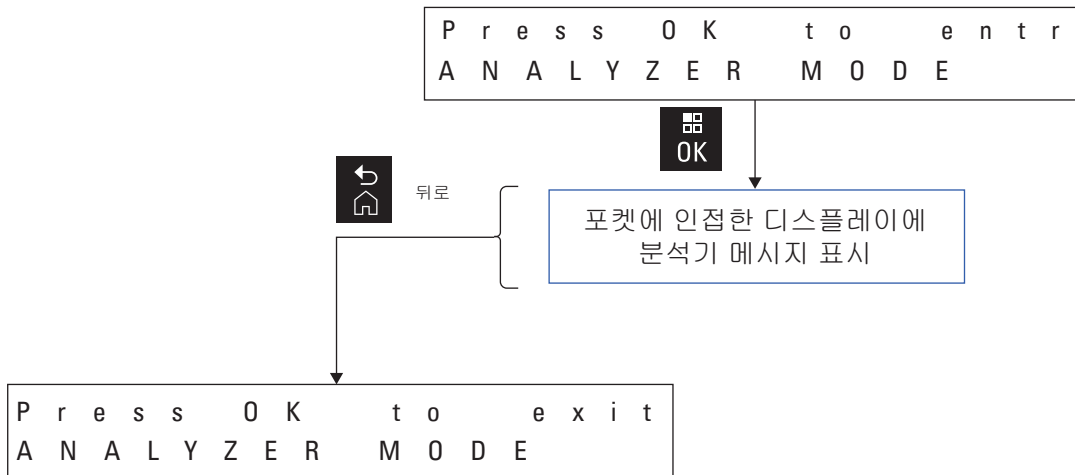 Press OK to entr
ANALYZER MODE
OK
뒤로
포켓에 인접한 디스플레이에
분석기 메시지 표시
Press OK to exit
ANALYZER MODE